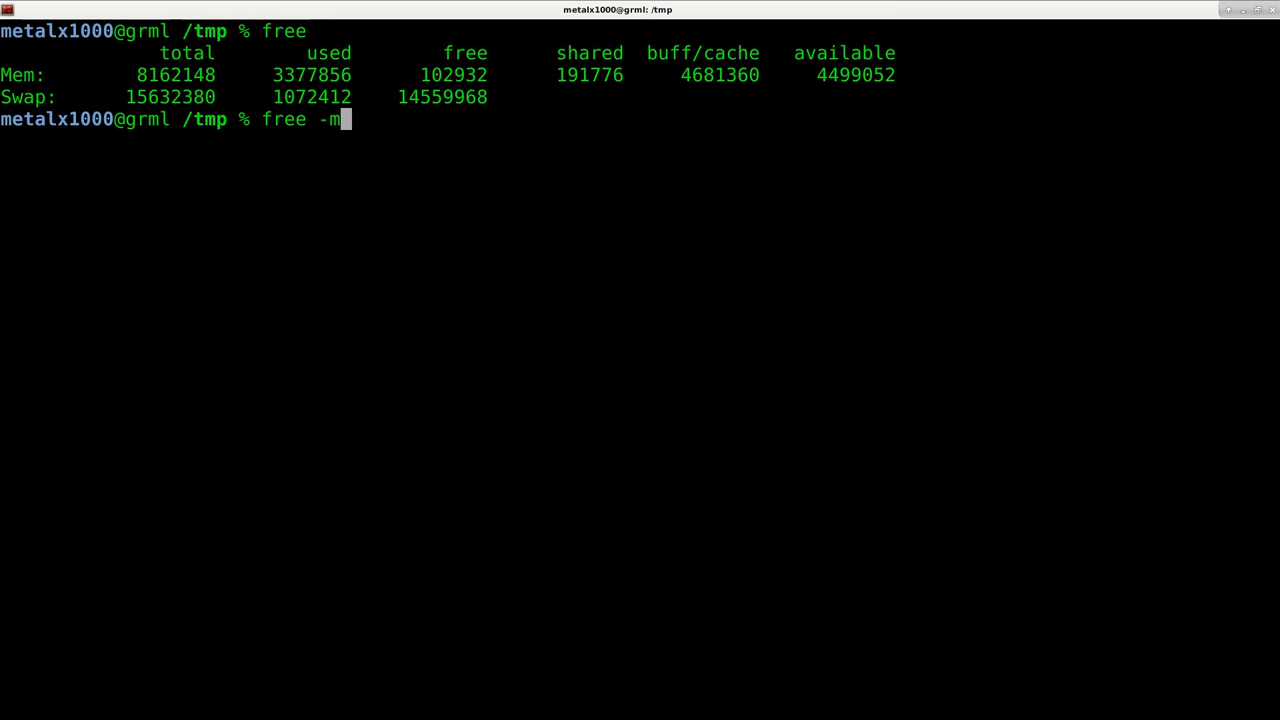 metalx1000@grml: /tmp
metalx1000@grml /tmp % free
total used free shared buff/cache available
Mem: 8162148 3377856 102932 191776 4681360 4499052
Swap: 15632380 1072412 14559968
metalx1000@grml /tmp % free -m